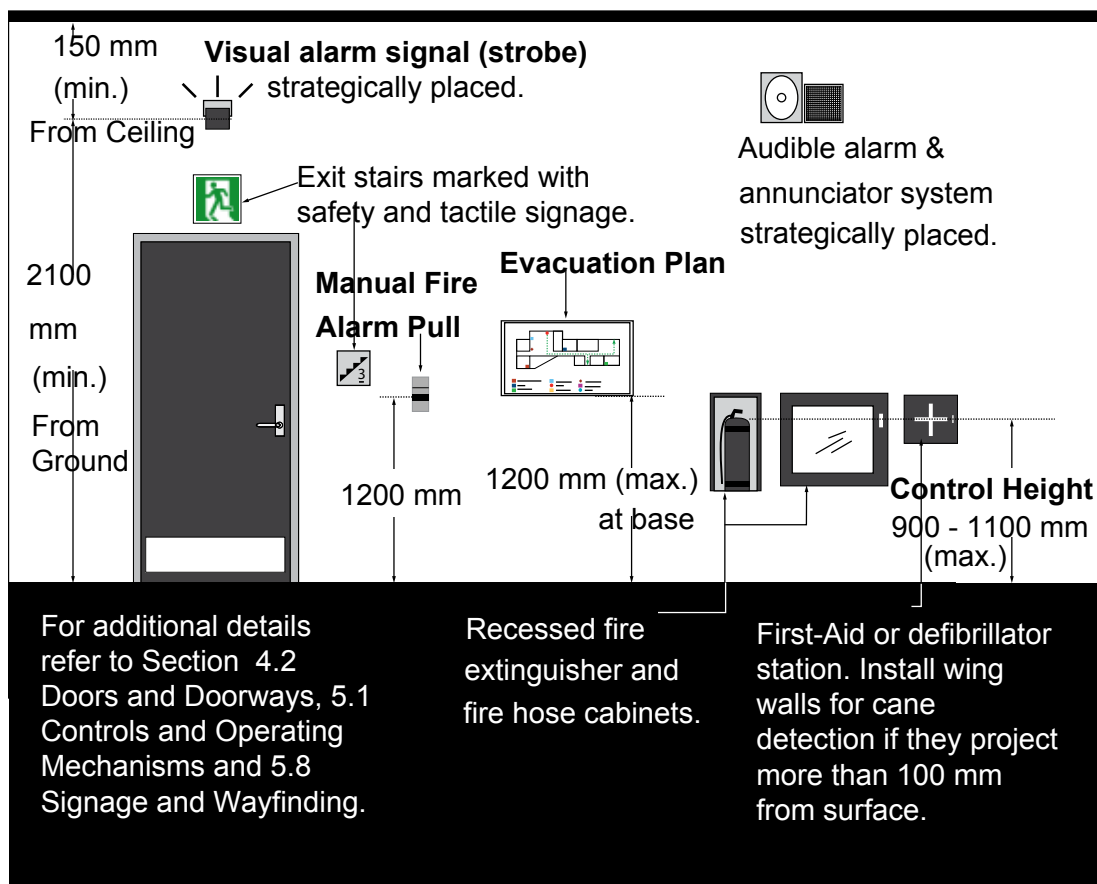 150 mm
(min.)
From Ceiling
Visual alarm signal (strobe)
strategically placed.
Audible alarm &
annunciator system
strategically placed.
Exit stairs marked with
safety and tactile signage.
2100
mm
(min.)
From
Ground
Manual Fire
Alarm Pull
3
1200 mm
Evacuation Plan
1200 mm (max.)
at base
Control Height
900 - 1100 mm
(max.)
For additional details
refer to Section 4.2
Doors and Doorways, 5.1
Controls and Operating
Mechanisms and 5.8
Signage and Wayfinding.
Recessed fire
extinguisher and
fire hose cabinets.
First-Aid or defibrillator
station. Install wing
walls for cane
detection if they project
more than 100 mm
from surface.